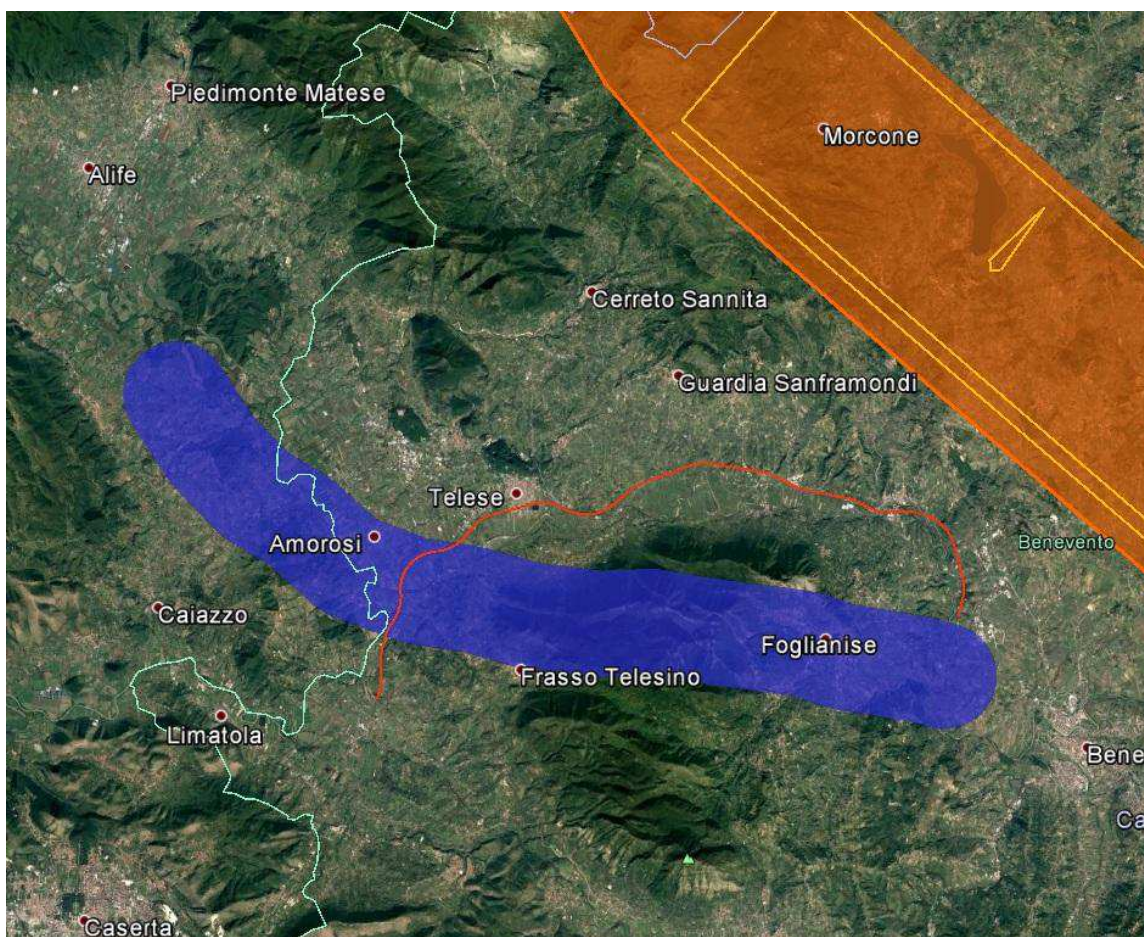 Piedimonte Matese
Morcone
Alife
Cerreto Sannita
Guardia Sanframondi
Telese
Amorosi
Benevento
Caiazzo
Foglianise
Frasso Telesino
Limatola
Bene
Ca
Caserta